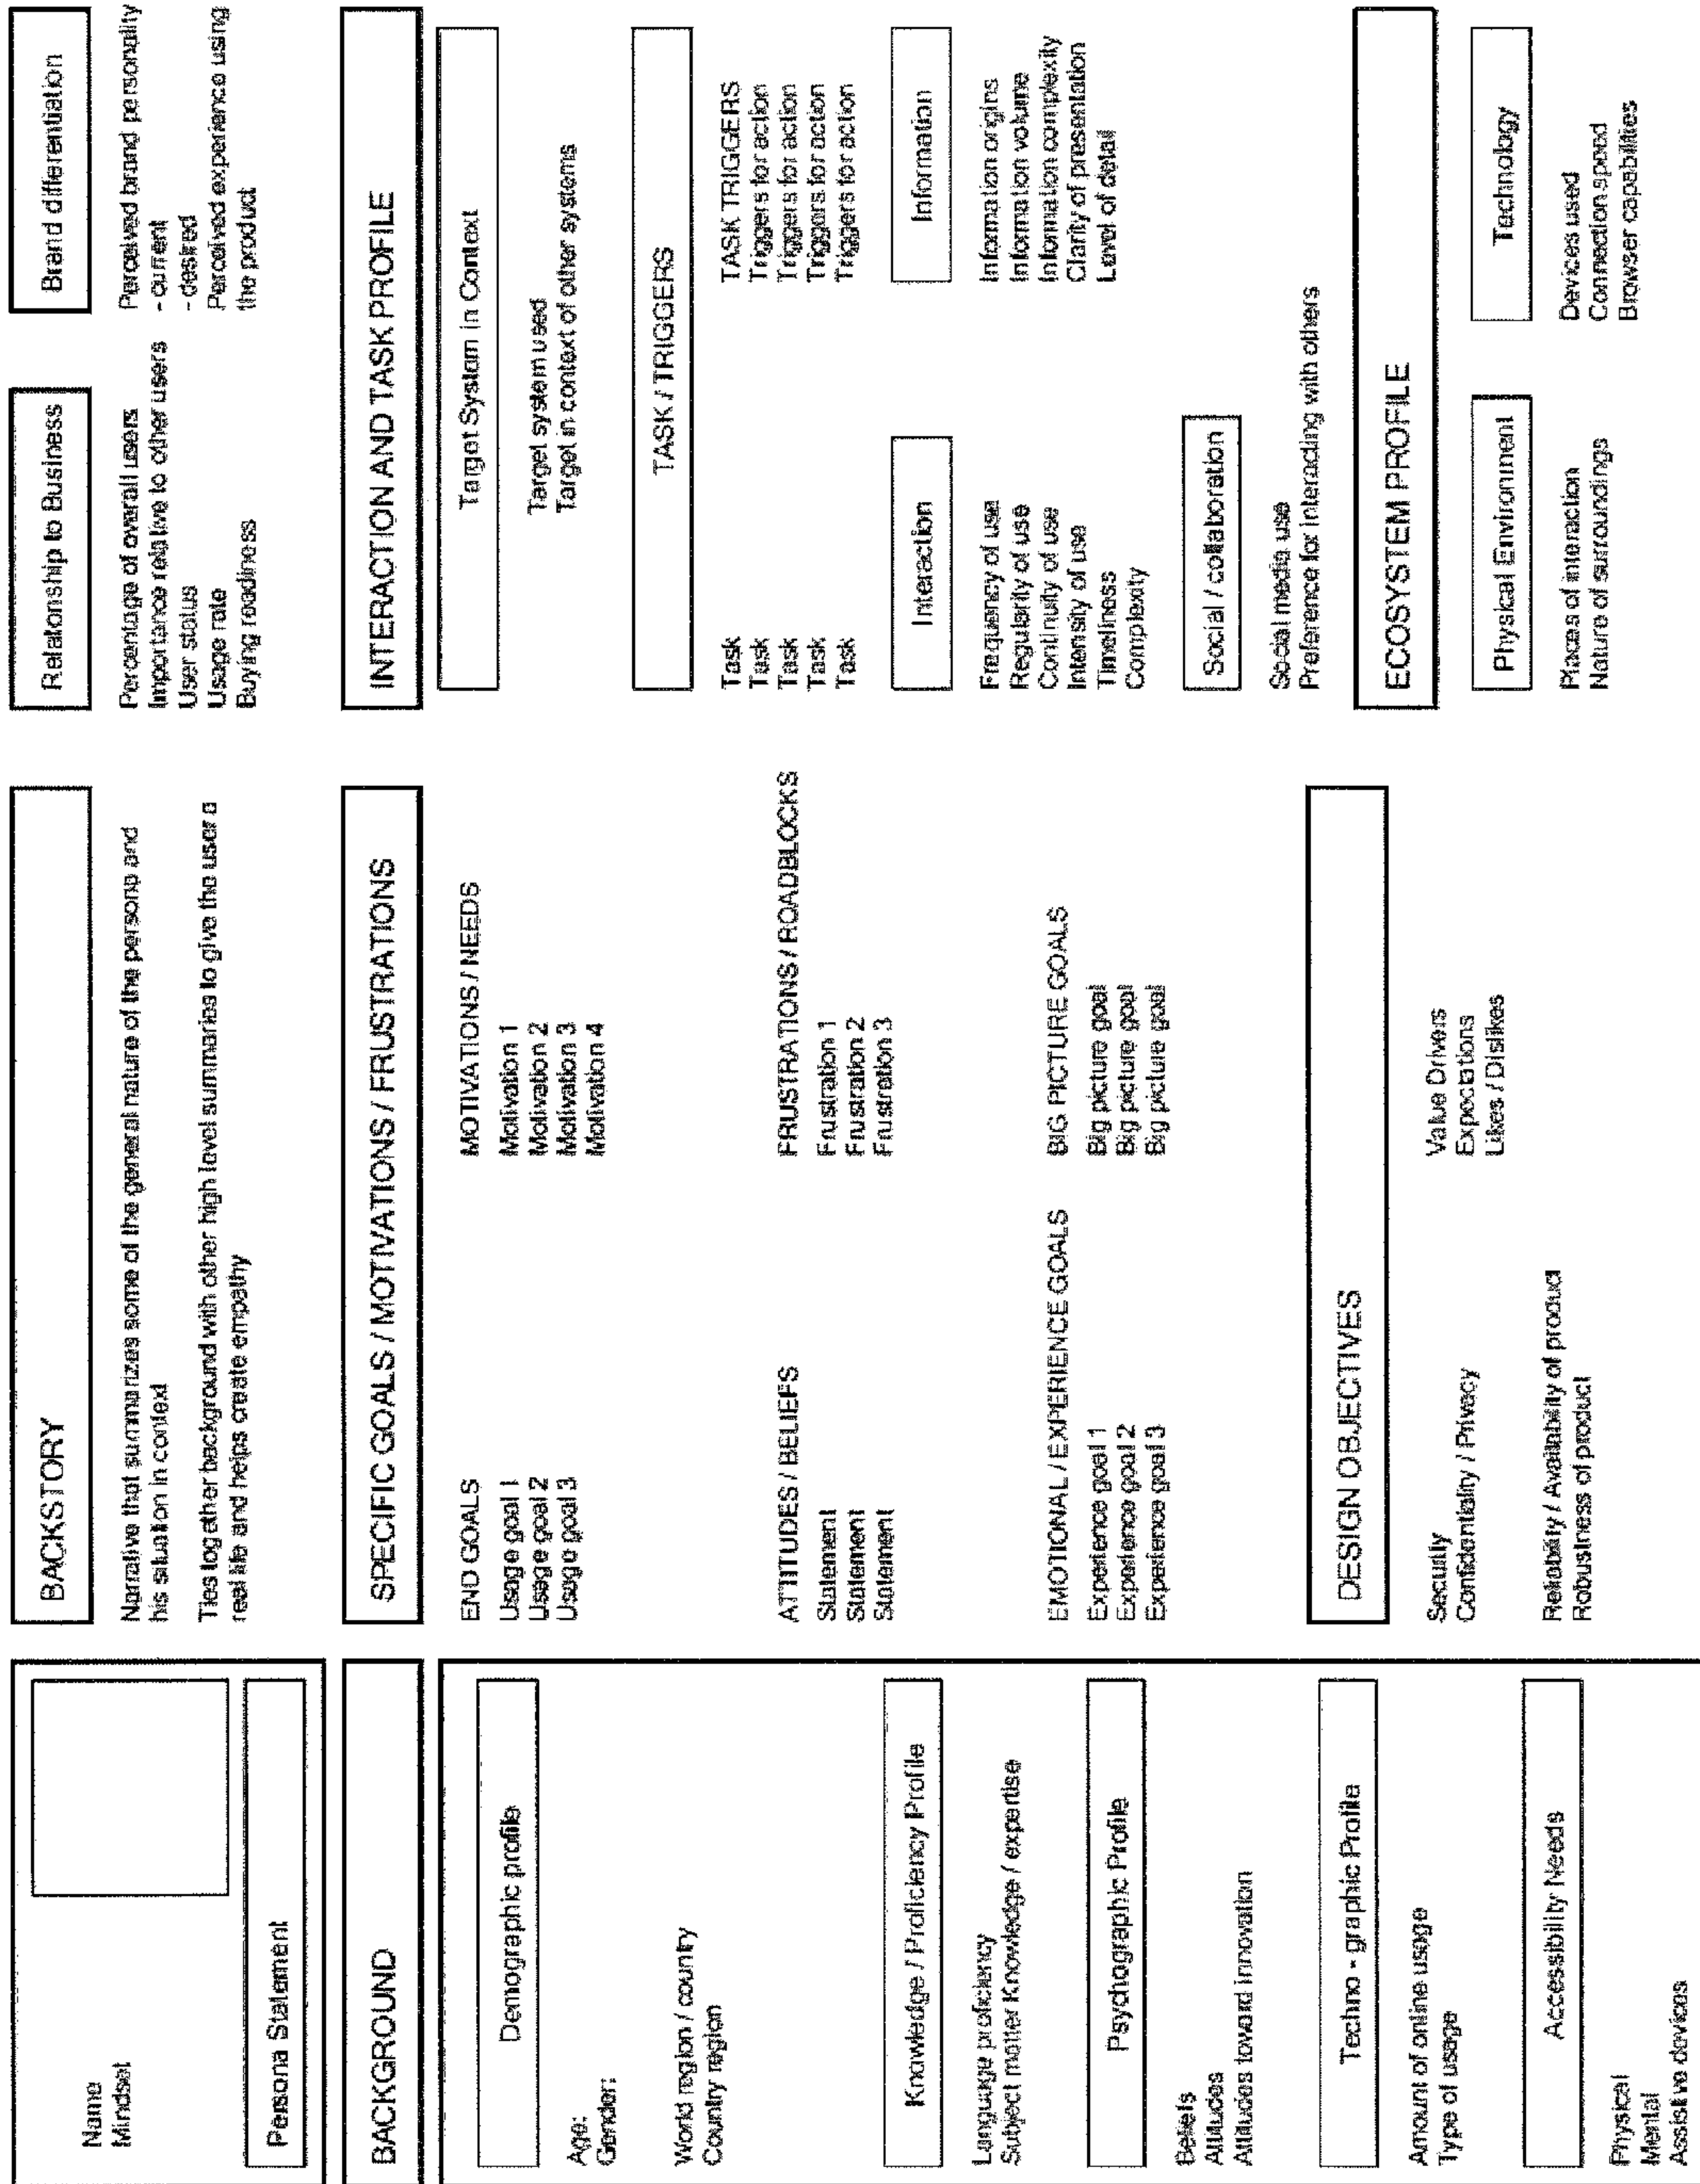 Name
Mindset
Persona Statement
BACKGROUND
Demographic profile
Age:
Gender:
World region / country
Country region
Knowledge / Proficiency Profile
Language proficiency
Subject matter Knowledge / expertise
Psychographic Profile
Beliefs
Attitudes
Attitudes toward innovation
Techno - graphic Profile
Amount of online usage
Type of usage
Accessibility Needs
Physical
Mental
Assistive devices
BACKSTORY
Narrative that summarizes some of the general nature of the persona and
his situation in context
Ties together background with other high level summaries to give the user a
real life and helps create empathy
SPECIFIC GOALS / MOTIVATIONS / FRUSTRATIONS
END GOALS
Usage goal 1
Usage goal 2
Usage goal 3
MOTIVATIONS / NEEDS
Motivation 1
Motivation 2
Motivation 3
Motivation 4
ATTITUDES / BELIEFS
Statement
Statement
Statement
FRUSTRATIONS / ROADBLOCKS
Frustration 1
Frustration 2
Frustration 3
EMOTIONAL / EXPERIENCE GOALS
Experience goal 1
Experience goal 2
Experience goal 3
BIG PICTURE GOALS
Big picture goal
Big picture goal
Big picture goal
DESIGN OBJECTIVES
Security
Confidentiality / Privacy
Reliability / Availability of product
Robustness of product
Value Drivers
Expectations
Likes / Dislikes
Relationship to Business
Percentage of overall users
Importance relative to other users
User status
Usage rate
Buying readiness
Brand differentiation
Perceived brand personality
- current
- desired
Perceived experience using
the product
INTERACTION AND TASK PROFILE
Target System in Context
Target system used
Target in context of other systems
TASK / TRIGGERS
Task
Task
Task
Task
Task
TASK TRIGGERS
Triggers for action
Triggers for action
Triggers for action
Triggers for action
Interaction
Frequency of use
Regularity of use
Continuity of use
Intensity of use
Timeliness
Complexity
Information
Information origins
Information volume
Information complexity
Clarity of presentation
Level of detail
Social / collaboration
Social media use
Preference for interacting with others
ECOSYSTEM PROFILE
Physical Environment
Places of interaction
Nature of surroundings
Technology
Devices used
Connection speed
Browser capabilities